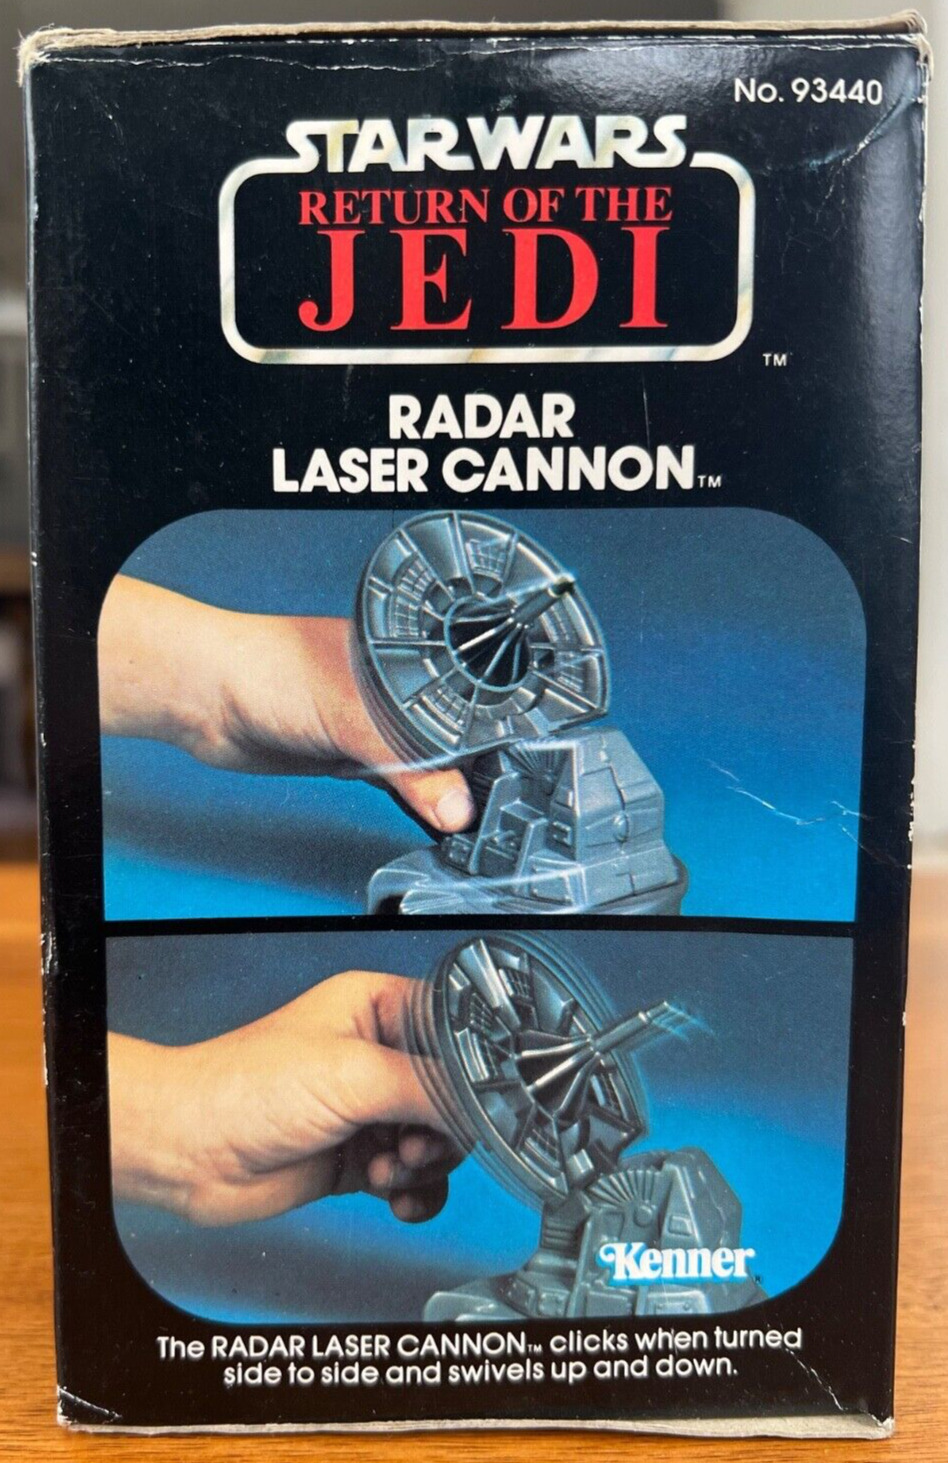 No. 93440
STAR WARS
RETURN OF THE
JEDI
TM
RADAR
LASER CANNON TM
Kenner
The RADAR LASER CANNON TM clicks when turned
side to side and swivels up and down.